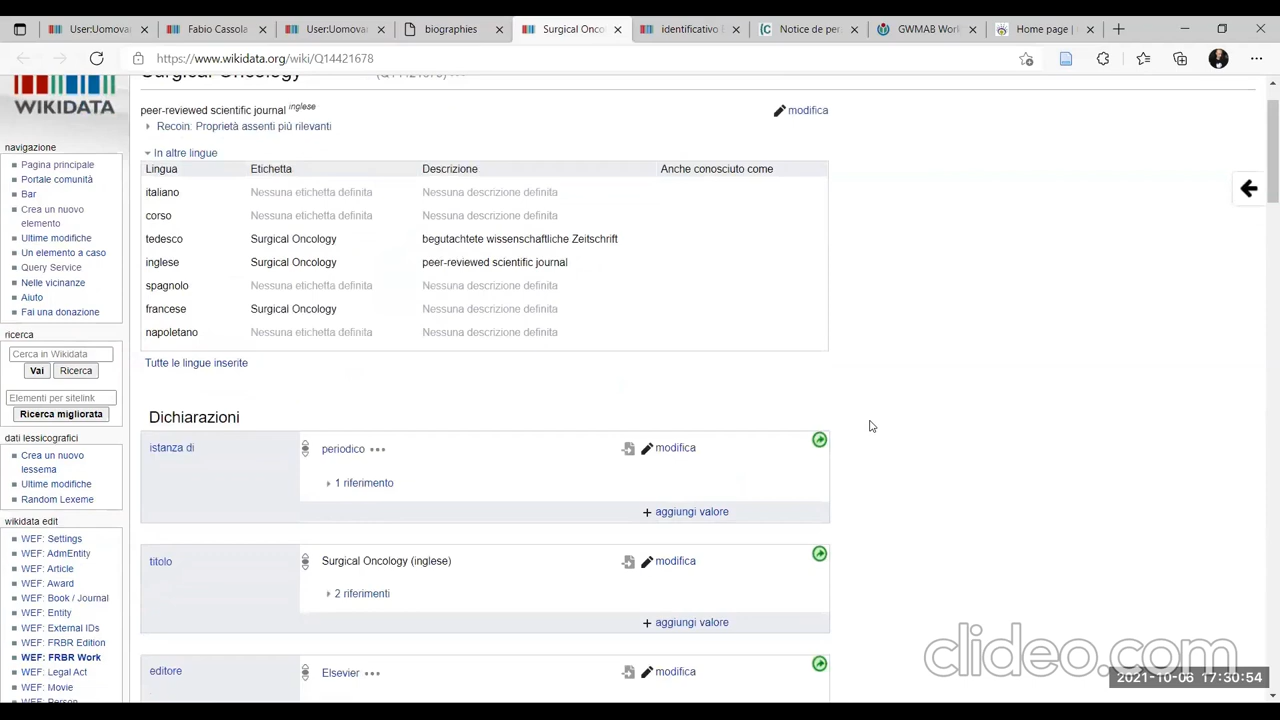 User:Uomova
Fabio Cassola
User:Uomova
biographies
Surgical Onco
identificativo
Notice de per
GWMAB Wor
Home page |
https://www.wikidata.org/wiki/Q14421678
Surgical Oncology (Q14421678)
WIKIDATA
peer-reviewed scientific journal inglese
modifica
Recoin: Proprietà assenti più rilevanti
navigazione
Pagina principale
Portale comunità
Bar
Crea un nuovo
elemento
Ultime modifiche
Un elemento a caso
Query Service
Nelle vicinanze
Aiuto
Fai una donazione
ricerca
Cerca in Wikidata
Vai
Ricerca
Elementi per sitelink
Ricerca migliorata
dati lessicografici
Crea un nuovo
lessema
Ultime modifiche
Random Lexeme
wikidata edit
WEF: Settings
WEF: AdmEntity
WEF: Article
WEF: Award
WEF: Book / Journal
WEF: Entity
WEF: External IDs
WEF: FRBR Edition
WEF: FRBR Work
WEF: Legal Act
WEF: Movie
WEF: Person
In altre lingue
Lingua Etichetta Descrizione Anche conosciuto come
italiano Nessuna etichetta definita Nessuna descrizione definita
corso Nessuna etichetta definita Nessuna descrizione definita
tedesco Surgical Oncology begutachtete wissenschaftliche Zeitschrift
inglese Surgical Oncology peer-reviewed scientific journal
spagnolo Nessuna etichetta definita Nessuna descrizione definita
francese Surgical Oncology Nessuna descrizione definita
napoletano Nessuna etichetta definita Nessuna descrizione definita
Tutte le lingue inserite
Dichiarazioni
istanza di periodico modifica
1 riferimento
+ aggiungi valore
titolo Surgical Oncology (inglese) modifica
2 riferimenti
+ aggiungi valore
editore Elsevier modifica
clideo.com
2021-10-06 17:30:54